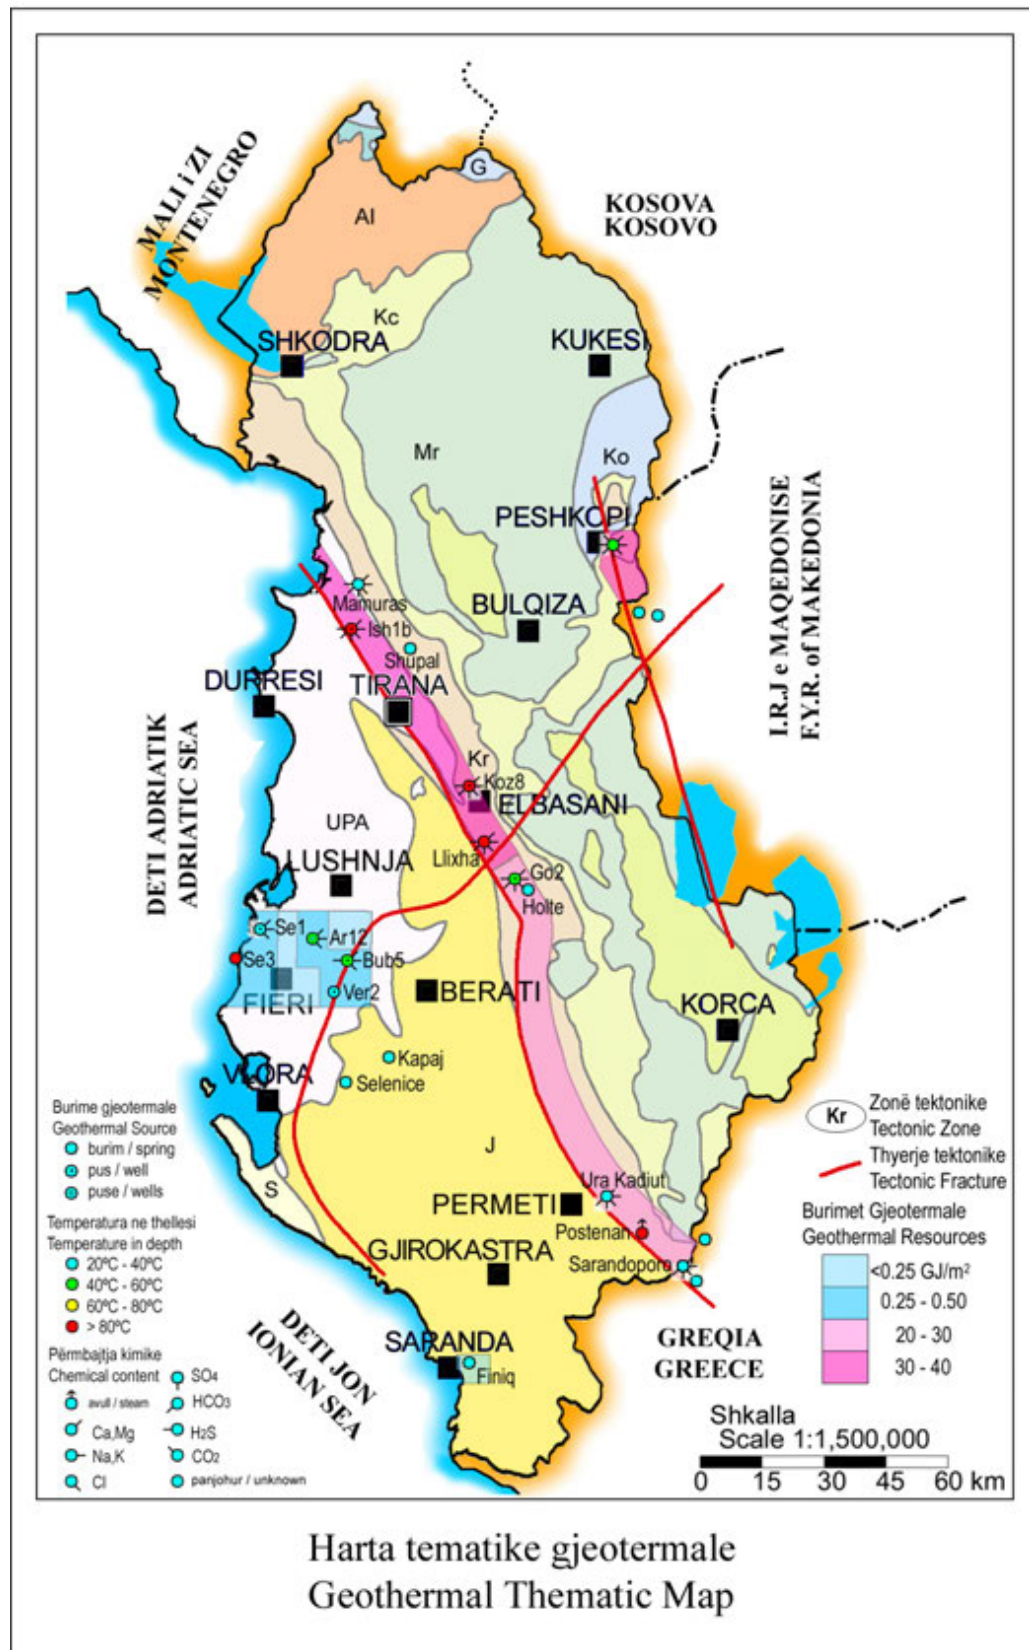 MALI i ZI
MONTENEGRO
KOSOVA
KOSOVO
G
Al
Kc
SHKODRA
KUKESI
Mr
Ko
PESHKOPI
I.R.J e MAQEDONISE
F.Y.R. of MAKEDONIA
Mamuras
Ish1b
BULQIZA
Shupal
DURRESI
TIRANA
DETI ADRIATIK
ADRIATIC SEA
Kr
Koz8
ELBASANI
UPA
LUSHNJA
Llixha
Go2
Holte
Se1
Ar12
Se3
Bub5
FIERI
Ver2
BERATI
KORCA
Kapaj
VLORA
Selenice
J
S
Ura Kadiut
PERMETI
Postenan
GJIROKASTRA
Sarandoporo
DETI JON
IONIAN SEA
SARANDA
Finiq
GREQIA
GREECE
Burime gjeotermale
Geothermal Source
burim / spring
pus / well
puse / wells
Temperatura ne thellesi
Temperature in depth
20ºC - 40ºC
40ºC - 60ºC
60ºC - 80ºC
> 80ºC
Përmbajtja kimike
Chemical content
avull / steam
Ca,Mg
Na,K
Cl
SO4
HCO3
H2S
CO2
panjohur / unknown
Kr
Zonë tektonike
Tectonic Zone
Thyerje tektonike
Tectonic Fracture
Burimet Gjeotermale
Geothermal Resources
<0.25 GJ/m²
0.25 - 0.50
20 - 30
30 - 40
Shkalla
Scale 1:1,500,000
0 15 30 45 60 km
Harta tematike gjeotermale
Geothermal Thematic Map